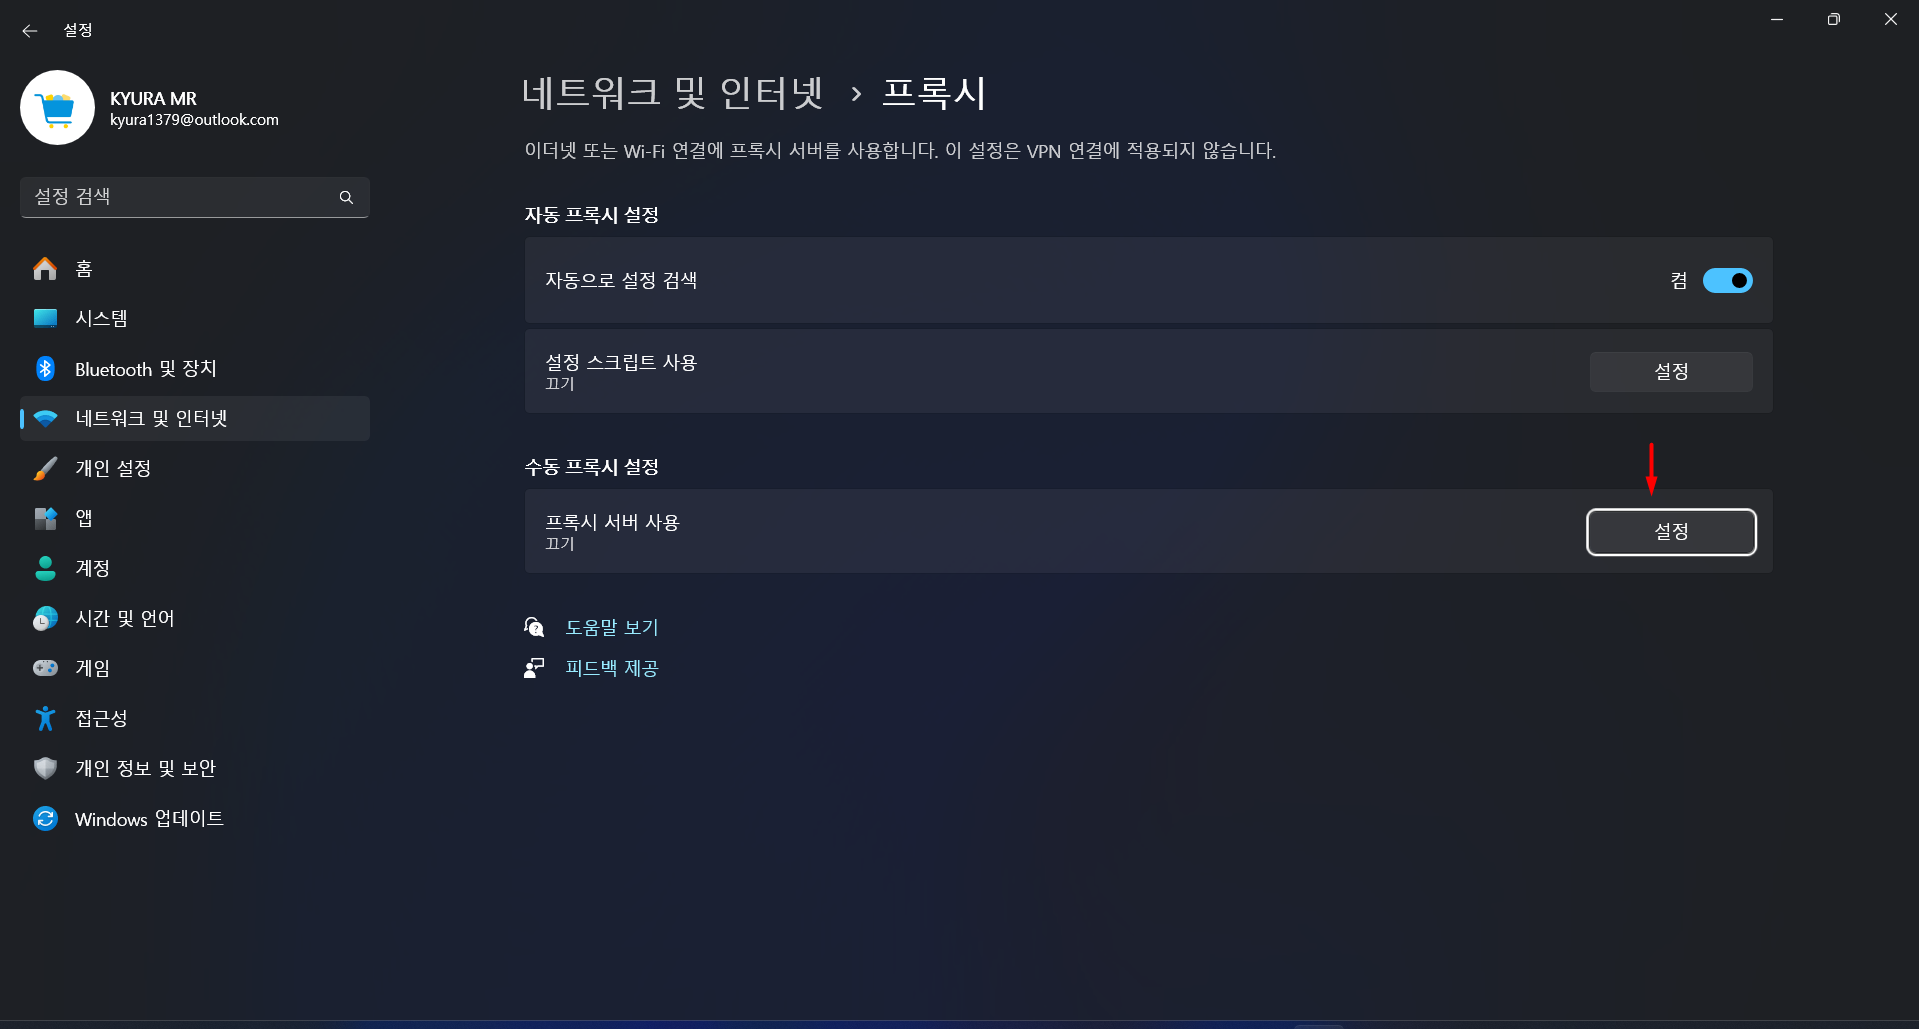 설정
KYURA MR
kyura1379@outlook.com
설정 검색
홈
시스템
Bluetooth 및 장치
네트워크 및 인터넷
개인 설정
앱
계정
시간 및 언어
게임
접근성
개인 정보 및 보안
Windows 업데이트
네트워크 및 인터넷 › 프록시
이더넷 또는 Wi-Fi 연결에 프록시 서버를 사용합니다. 이 설정은 VPN 연결에 적용되지 않습니다.
자동 프록시 설정
자동으로 설정 검색
켬
설정 스크립트 사용
끄기
설정
수동 프록시 설정
프록시 서버 사용
끄기
설정
도움말 보기
피드백 제공